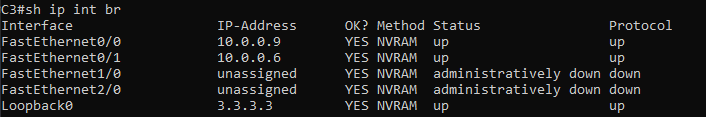 C3#sh ip int br
Interface                  IP-Address      OK? Method Status                Protocol
FastEthernet0/0            10.0.0.9        YES NVRAM  up                    up
FastEthernet0/1            10.0.0.6        YES NVRAM  up                    up
FastEthernet1/0            unassigned      YES NVRAM  administratively down down
FastEthernet2/0            unassigned      YES NVRAM  administratively down down
Loopback0                  3.3.3.3         YES NVRAM  up                    up